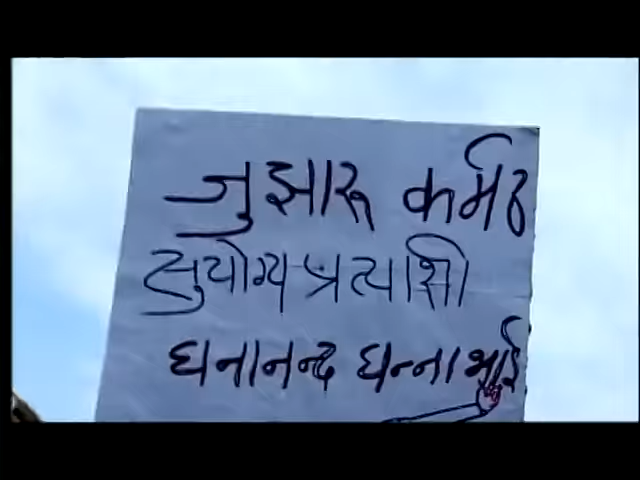 जुझारू कर्मठ
सुयोग्य प्रत्याशी
घनानन्द घन्ना भाई